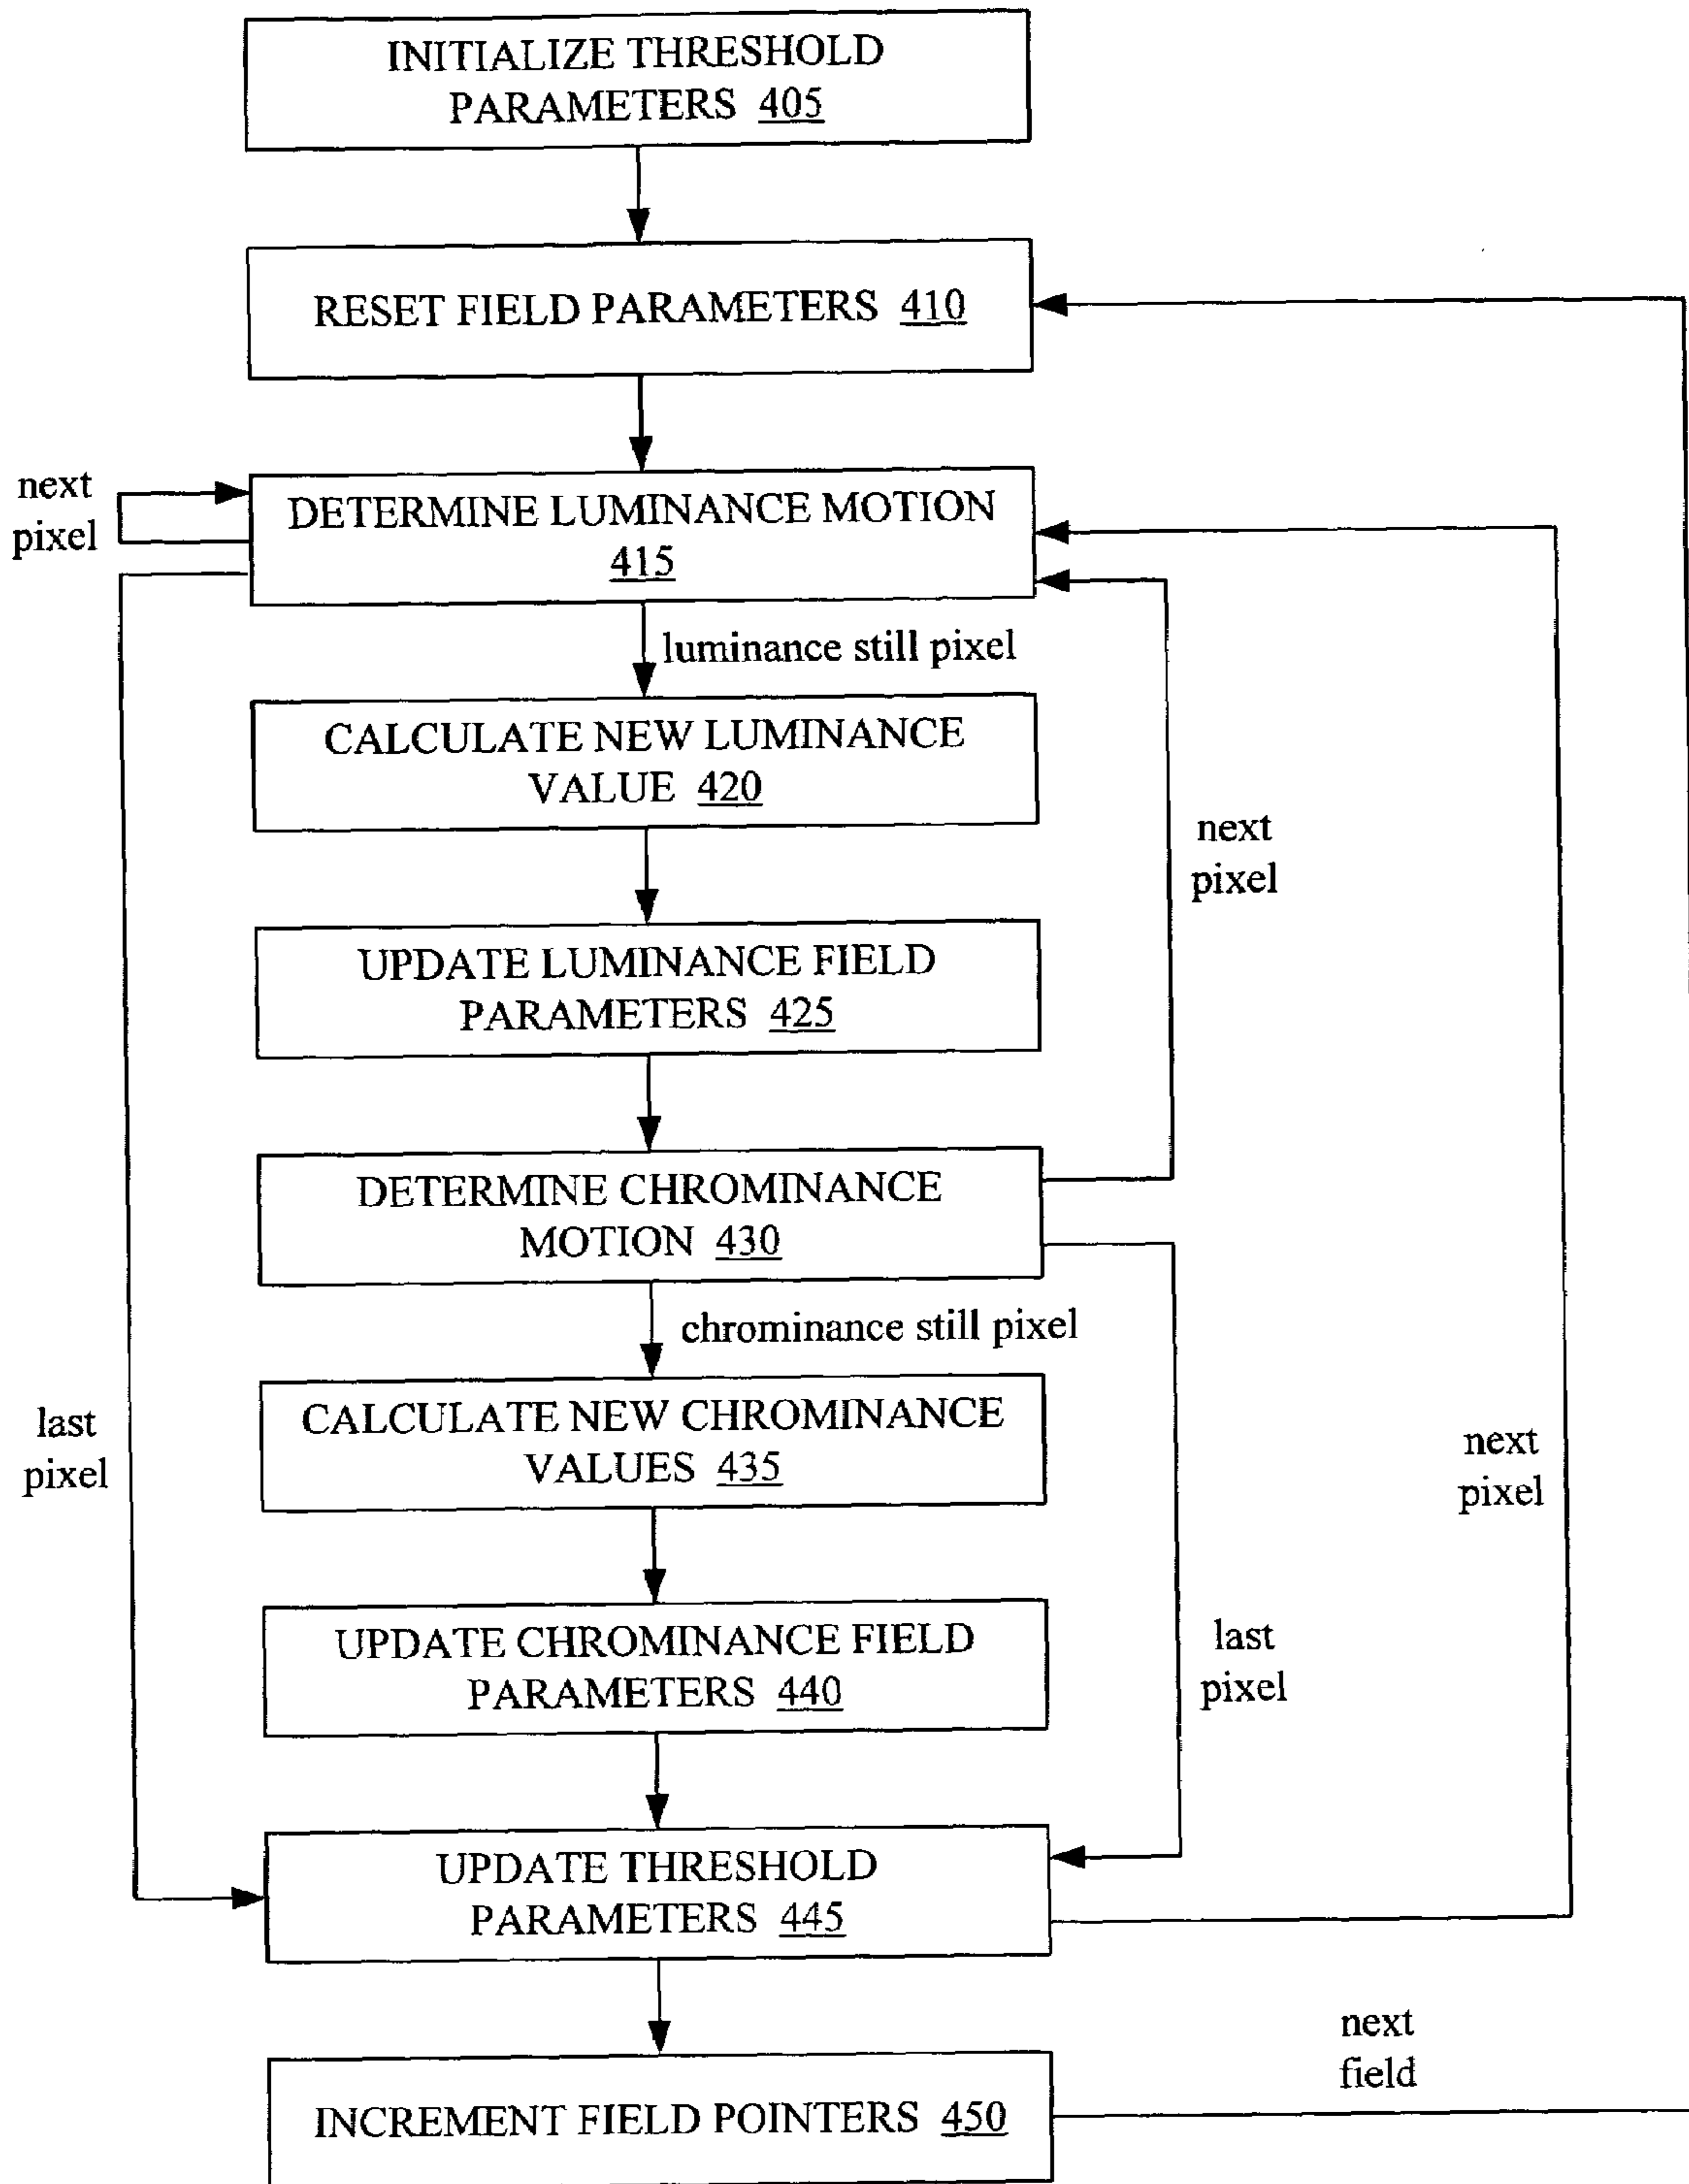 INITIALIZE THRESHOLD
PARAMETERS 405
RESET FIELD PARAMETERS 410
next
pixel
DETERMINE LUMINANCE MOTION
415
luminance still pixel
CALCULATE NEW LUMINANCE
VALUE 420
next
pixel
UPDATE LUMINANCE FIELD
PARAMETERS 425
DETERMINE CHROMINANCE
MOTION 430
chrominance still pixel
CALCULATE NEW CHROMINANCE
VALUES 435
last
pixel
next
pixel
UPDATE CHROMINANCE FIELD
PARAMETERS 440
last
pixel
UPDATE THRESHOLD
PARAMETERS 445
next
field
INCREMENT FIELD POINTERS 450